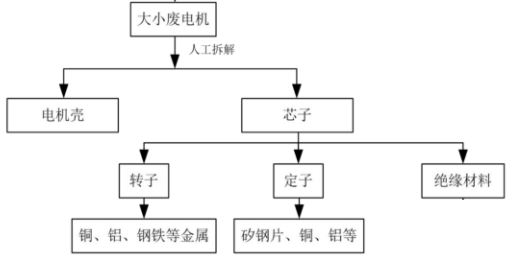 大小废电机
人工拆解
电机壳
芯子
转子
定子
绝缘材料
铜、铝、钢铁等金属
矽钢片、铜、铝等